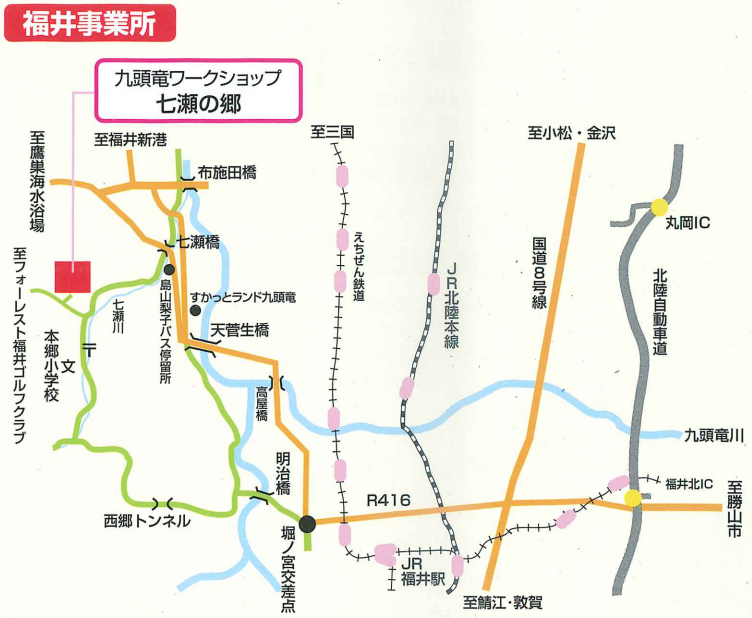 福井事業所
九頭竜ワークショップ
七瀬の郷
至鷹巣海水浴場
至福井新港
布施田橋
至三国
至小松・金沢
丸岡IC
七瀬橋
えちぜん鉄道
JR北陸本線
国道8号線
北陸自動車道
至フォーレスト福井ゴルフクラブ
七瀬川
島山梨子バス停留所
すかっとランド九頭竜
天菅生橋
本郷小学校
文
〒
高屋橋
九頭竜川
明治橋
福井北IC
R416
至勝山市
西郷トンネル
堀ノ宮交差点
JR
福井駅
至鯖江・敦賀